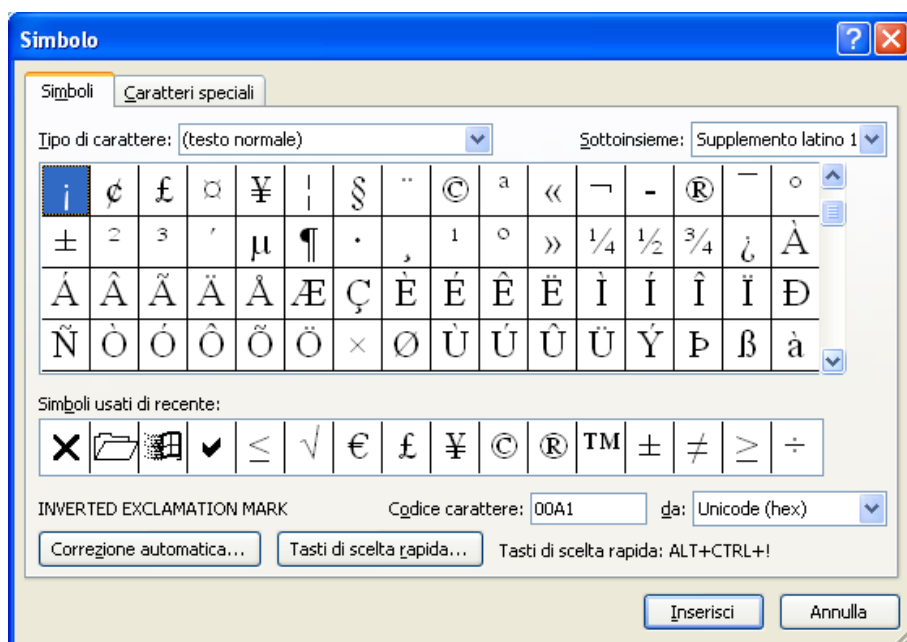 Simbolo
Simboli Caratteri speciali
Tipo di carattere: (testo normale) Sottoinsieme: Supplemento latino 1
¡ ¢ £ ¤ ¥ ¦ § ¨ © ª « ¬ - ® ¯ °
± ² ³ ´ µ ¶ · ¸ ¹ º » ¼ ½ ¾ ¿ À
Á Â Ã Ä Å Æ Ç È É Ê Ë Ì Í Î Ï Ð
Ñ Ò Ó Ô Õ Ö × Ø Ù Ú Û Ü Ý Þ ß à
Simboli usati di recente:
≤ √ € £ ¥ © ® ™ ± ≠ ≥ ÷
INVERTED EXCLAMATION MARK Codice carattere: 00A1 da: Unicode (hex)
Correzione automatica... Tasti di scelta rapida... Tasti di scelta rapida: ALT+CTRL+!
Inserisci Annulla